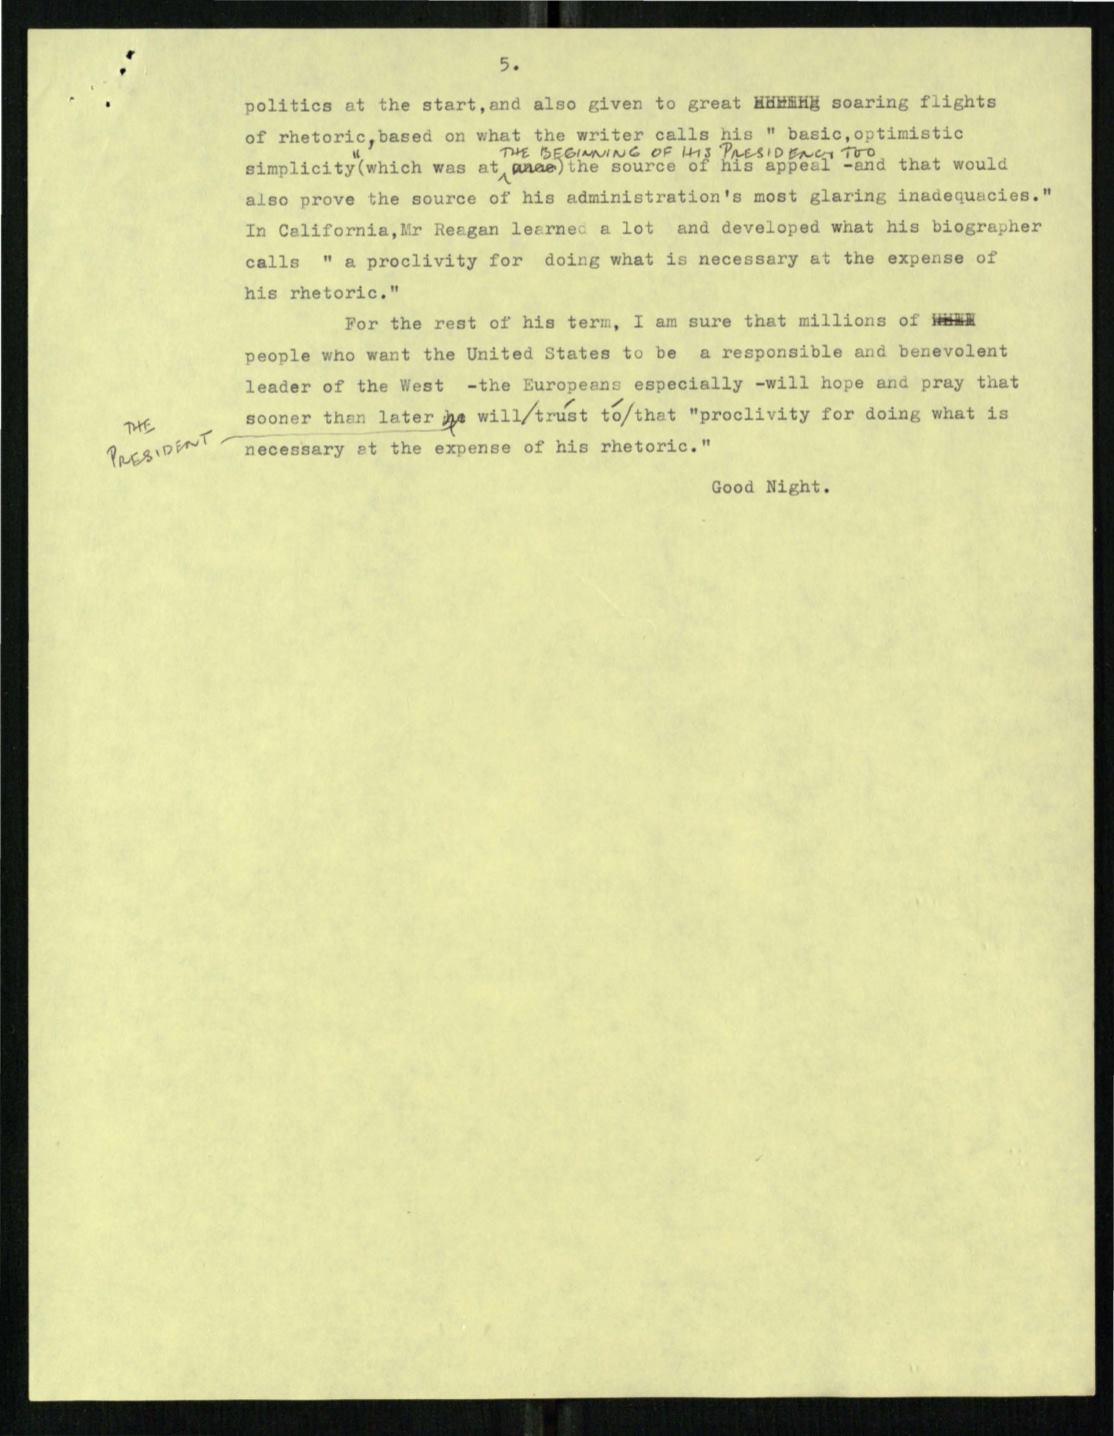 5.
politics at the start,and also given to great soaring flights
of rhetoric,based on what the writer calls his " basic,optimistic
THE BEGINNING OF HIS PRESIDENCY TOO
simplicity"(which was at )the source of his appeal -and that would
also prove the source of his administration's most glaring inadequacies."
In California,Mr Reagan learned a lot and developed what his biographer
calls " a proclivity for doing what is necessary at the expense of
his rhetoric."
For the rest of his term, I am sure that millions of
people who want the United States to be a responsible and benevolent
leader of the West -the Europeans especially -will hope and pray that
sooner than later he will/trust to/that "proclivity for doing what is
THE
PRESIDENT
necessary at the expense of his rhetoric."
Good Night.